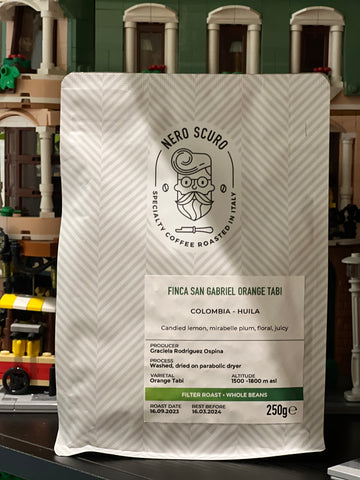 NERO SCURO
SPECIALTY COFFEE ROASTED IN ITALY
FINCA SAN GABRIEL ORANGE TABI
COLOMBIA - HUILA
Candied lemon, mirabelle plum, floral, juicy
PRODUCER
Graciela Rodriguez Ospina
PROCESS
Washed, dried on parabolic dryer
VARIETAL ALTITUDE
Orange Tabi 1500 -1800 m asl
FILTER ROAST • WHOLE BEANS
ROAST DATE BEST BEFORE
16.09.2023 16.03.2024 250g℮